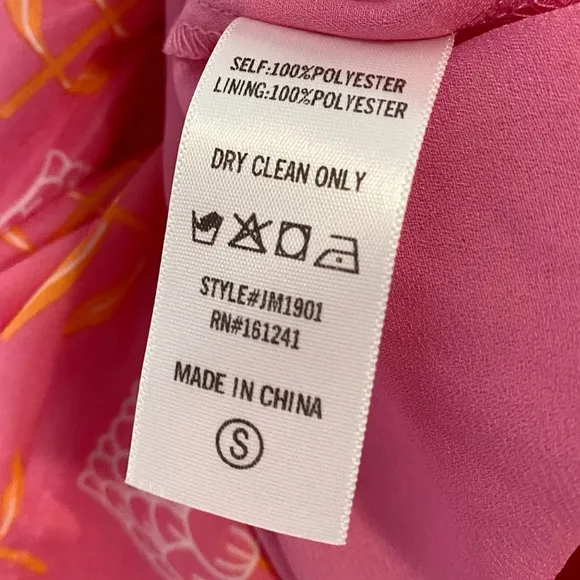 SELF:100%POLYESTER
LINING:100%POLYESTER
DRY CLEAN ONLY
STYLE#JM1901
RN#161241
MADE IN CHINA
S